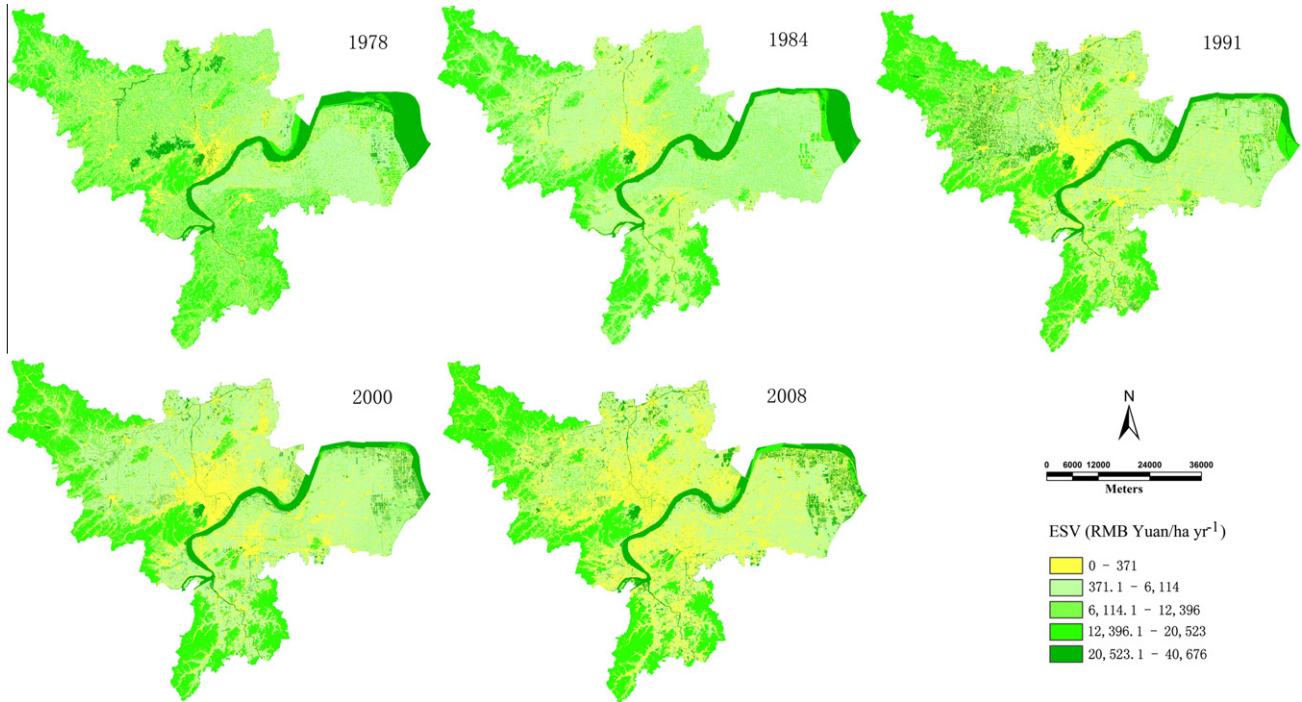 1978
1984
1991
2000
2008
N
0 6000 12000 24000 36000
Meters
ESV (RMB Yuan/ha yr⁻¹)
0 - 371
371.1 - 6,114
6,114.1 - 12,396
12,396.1 - 20,523
20,523.1 - 40,676